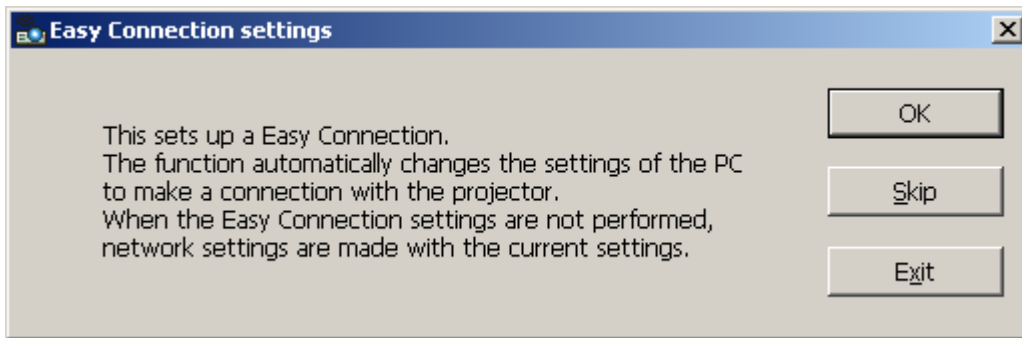 Easy Connection settings
This sets up a Easy Connection.
The function automatically changes the settings of the PC
to make a connection with the projector.
When the Easy Connection settings are not performed,
network settings are made with the current settings.
OK
Skip
Exit